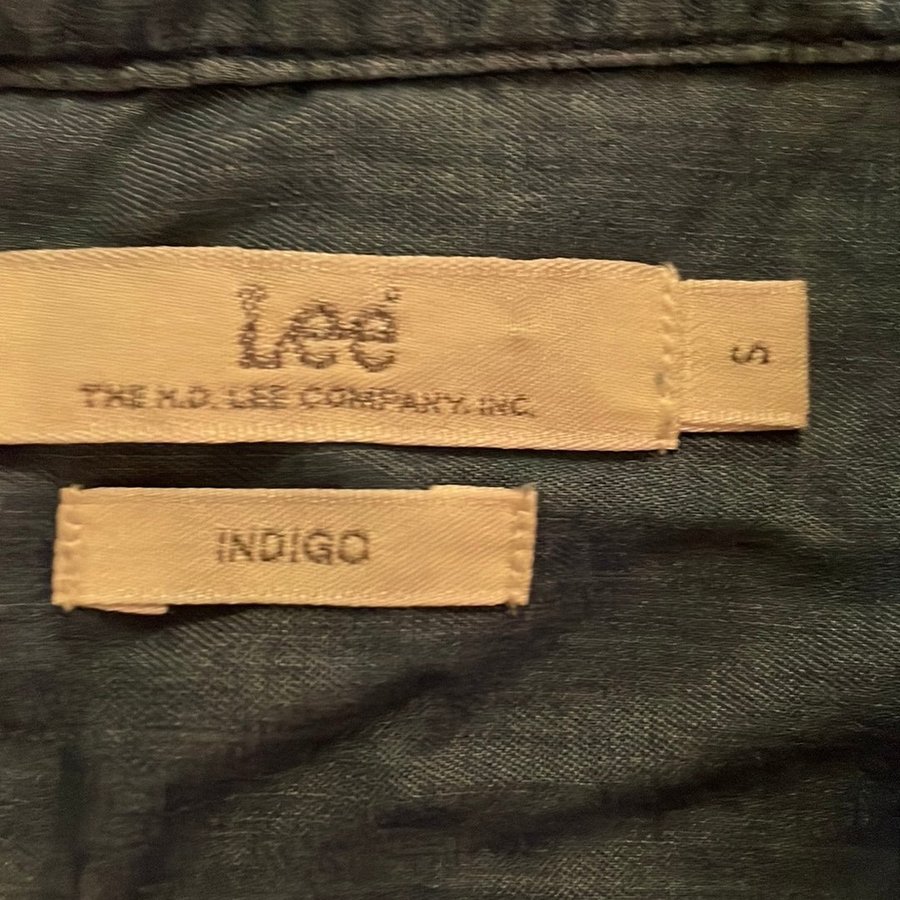 Lee
THE H.D. LEE COMPANY, INC.
S
INDIGO